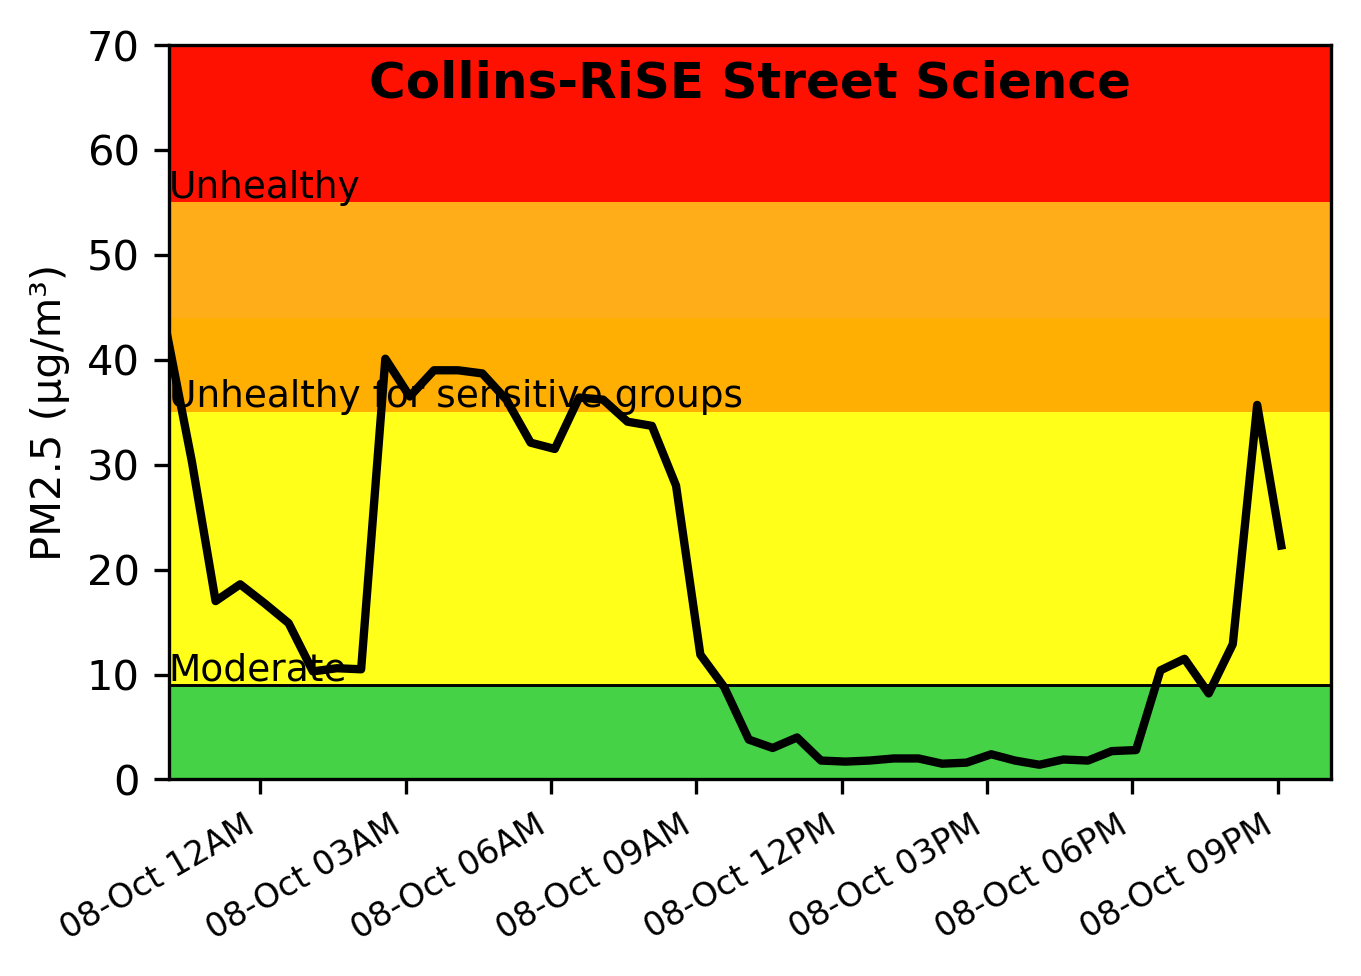 Collins-RiSE Street Science
70
60
Unhealthy
50
PM2.5 (µg/m³)
40
Unhealthy for sensitive groups
30
20
10
Moderate
0
08-Oct 12AM
08-Oct 03AM
08-Oct 06AM
08-Oct 09AM
08-Oct 12PM
08-Oct 03PM
08-Oct 06PM
08-Oct 09PM